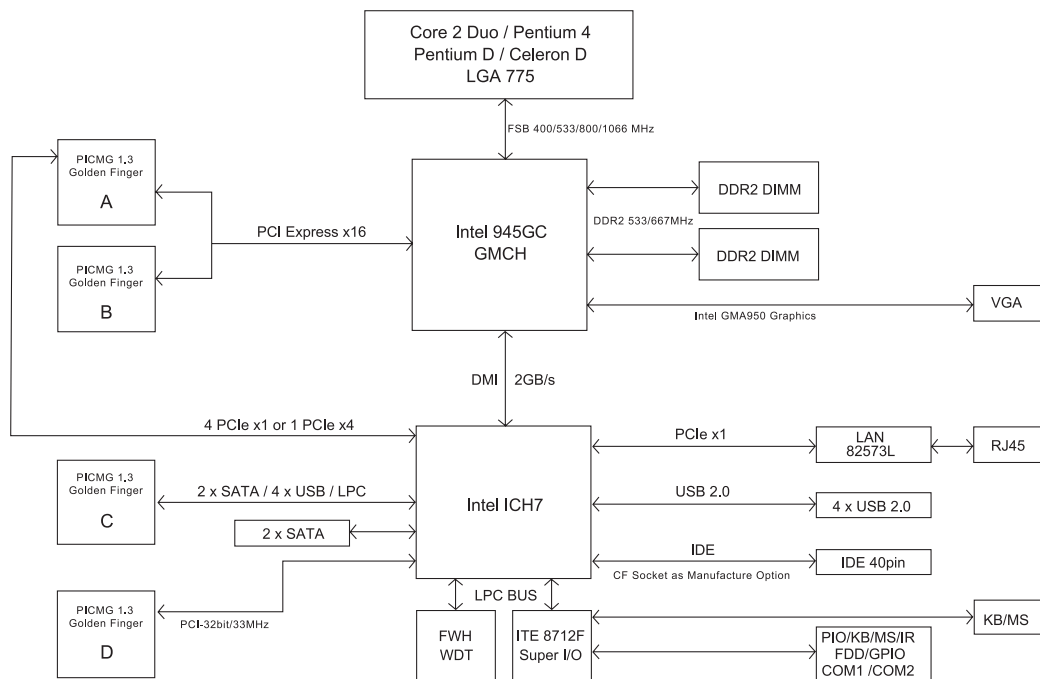 Core 2 Duo / Pentium 4
Pentium D / Celeron D
LGA 775
FSB 400/533/800/1066 MHz
PICMG 1.3
Golden Finger
A
PCI Express x16
PICMG 1.3
Golden Finger
B
Intel 945GC
GMCH
DDR2 DIMM
DDR2 533/667MHz
DDR2 DIMM
VGA
Intel GMA950 Graphics
DMI
2GB/s
4 PCIe x1 or 1 PCIe x4
PCIe x1
LAN
82573L
RJ45
PICMG 1.3
Golden Finger
C
2 x SATA / 4 x USB / LPC
2 x SATA
Intel ICH7
USB 2.0
4 x USB 2.0
IDE
IDE 40pin
CF Socket as Manufacture Option
LPC BUS
PICMG 1.3
Golden Finger
D
PCI-32bit/33MHz
FWH
WDT
ITE 8712F
Super I/O
KB/MS
PIO/KB/MS/IR
FDD/GPIO
COM1 /COM2